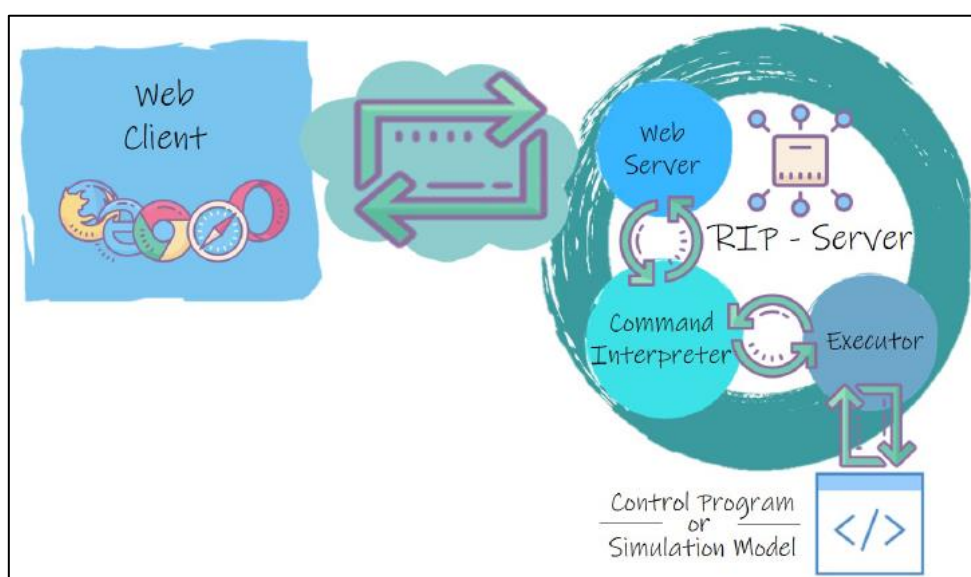 Web
Client
Web
Server
RIP - Server
Command
Interpreter
Executor
Control Program
or
Simulation Model
</>